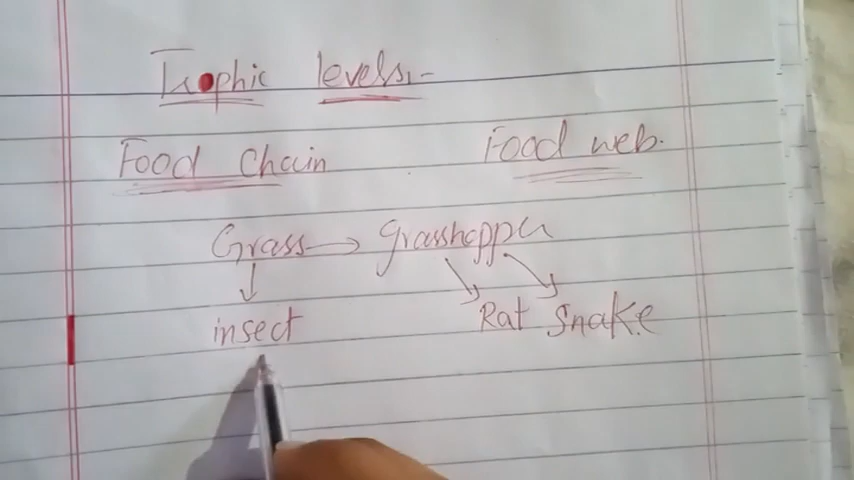 Trophic levels:-
Food Chain Food web.
Grass → grasshopper
insect Rat Snake